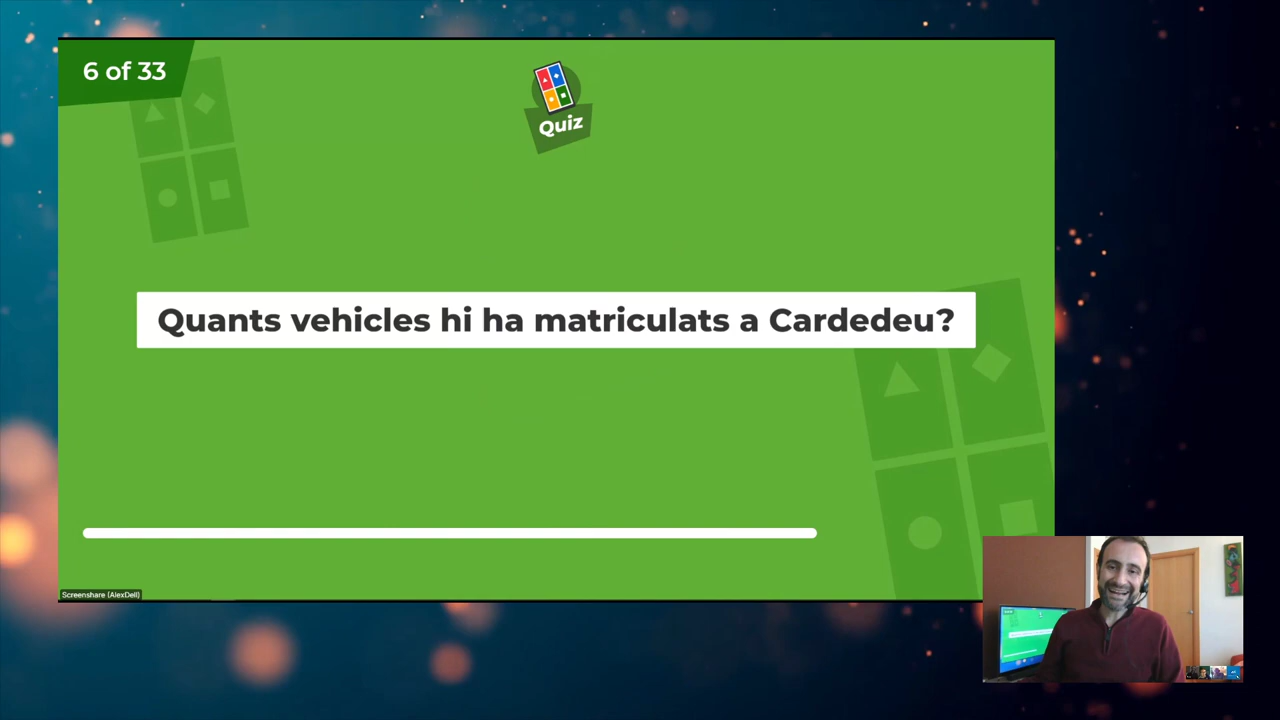 6 of 33
Quiz
Quants vehicles hi ha matriculats a Cardedeu?
Screenshare (AlexDell)